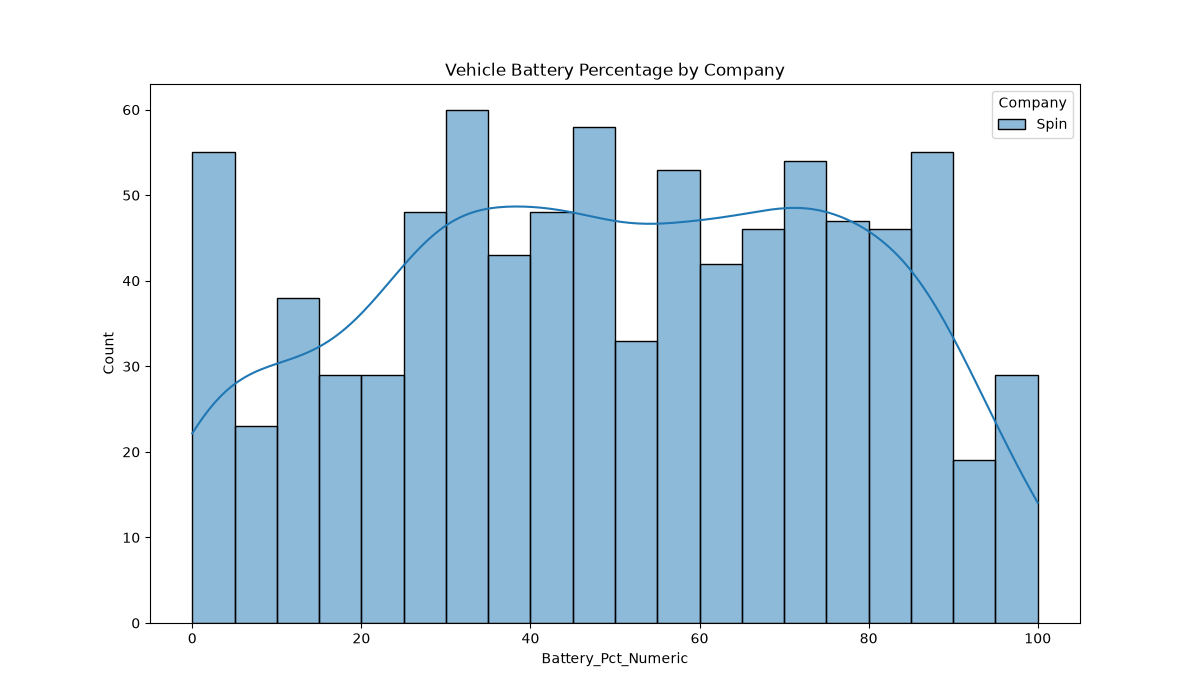 Vehicle Battery Percentage by Company
Company
Spin
60
50
40
30
20
10
0
Count
0 20 40 60 80 100
Battery_Pct_Numeric